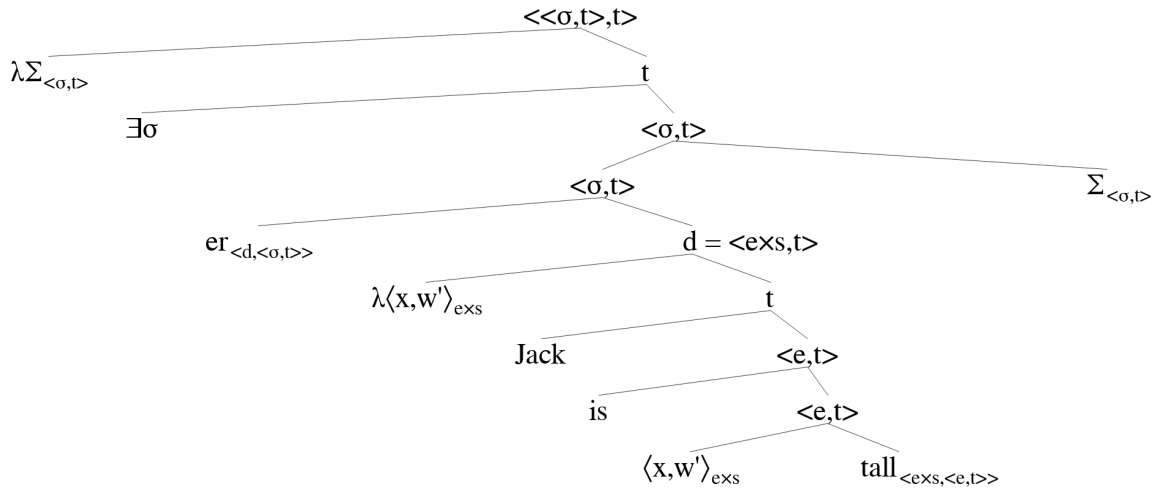 <<σ,t>,t>
λΣ<σ,t>
t
∃σ
<σ,t>
<σ,t>
Σ<σ,t>
er<d,<σ,t>>
d = <e×s,t>
λ⟨x,w'⟩e×s
t
Jack
<e,t>
is
<e,t>
⟨x,w'⟩e×s
tall<e×s,<e,t>>